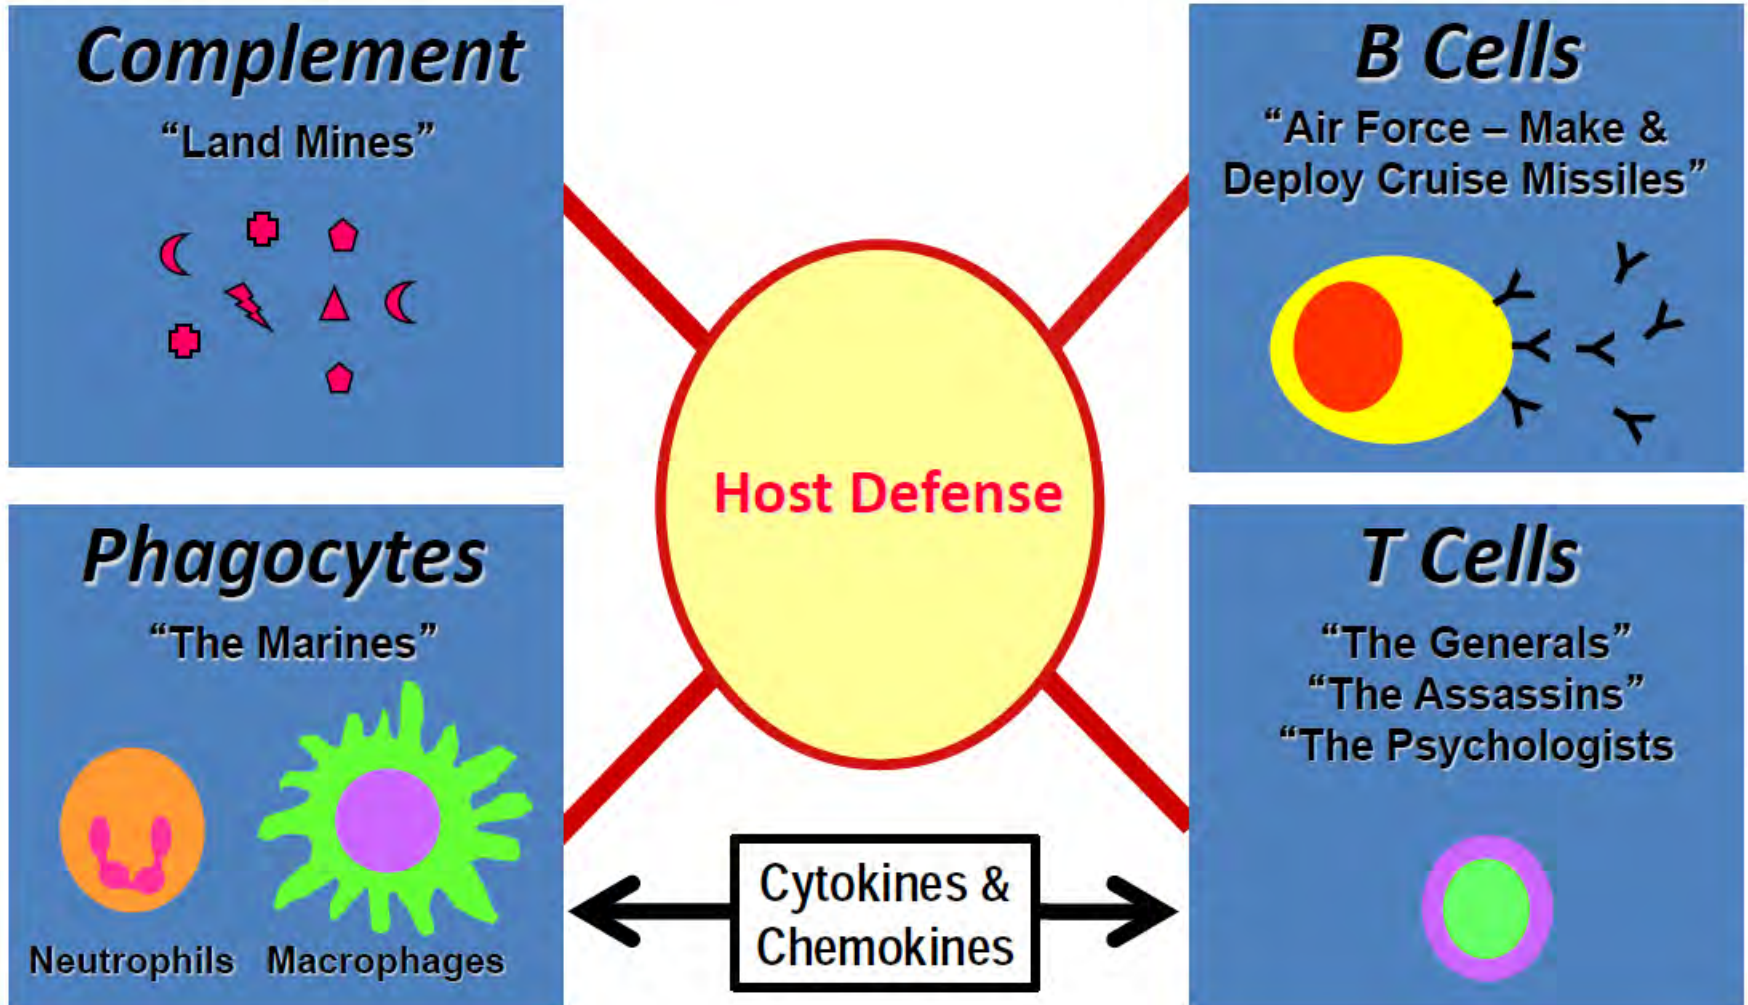 Complement
“Land Mines”
B Cells
“Air Force – Make &
Deploy Cruise Missiles”
Host Defense
Phagocytes
“The Marines”
Neutrophils
Macrophages
T Cells
“The Generals”
“The Assassins”
“The Psychologists
Cytokines &
Chemokines